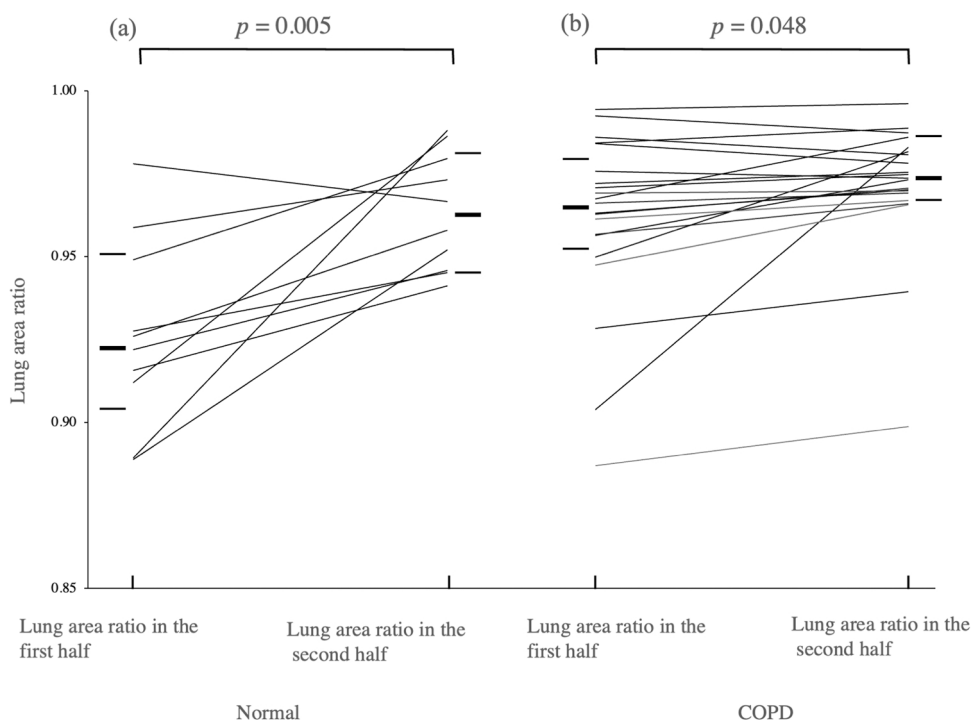 (a)
p = 0.005
(b)
p = 0.048
1.00
0.95
0.90
0.85
Lung area ratio
Lung area ratio in the
first half
Lung area ratio in the
second half
Lung area ratio in the
first half
Lung area ratio in the
second half
Normal
COPD